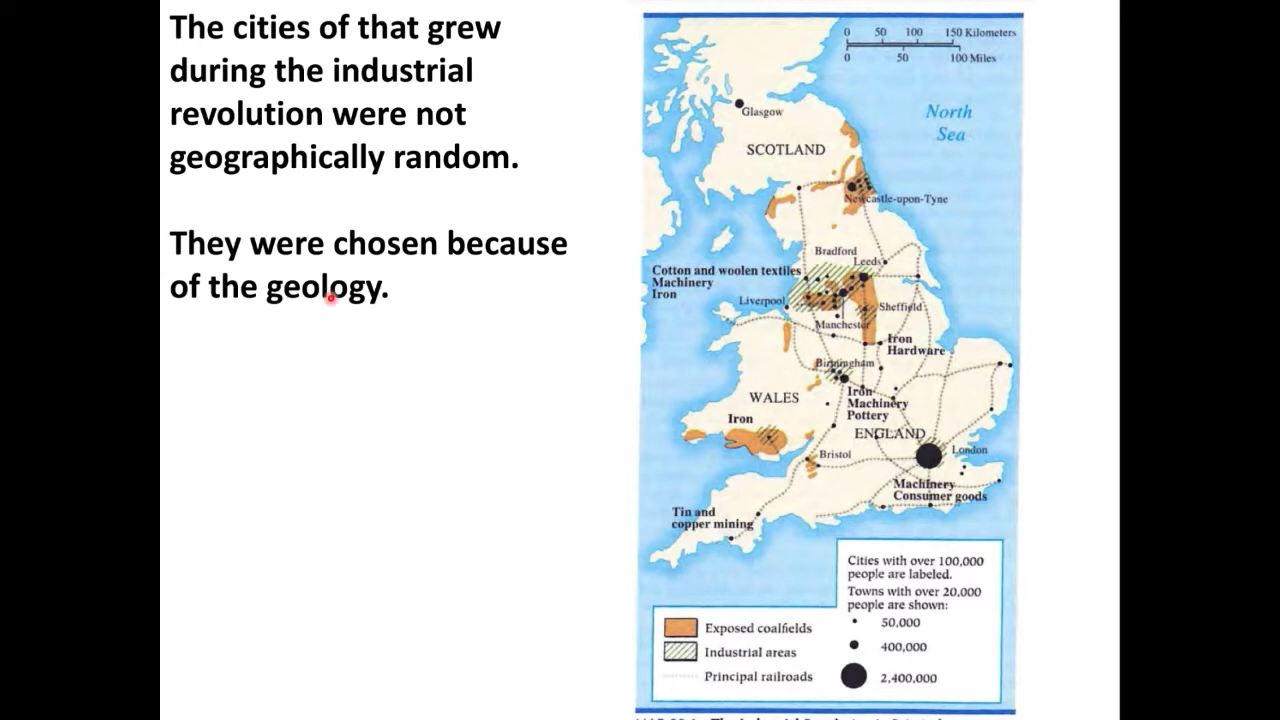 The cities of that grew
during the industrial
revolution were not
geographically random.
They were chosen because
of the geology.
0 50 100 150 Kilometers
0 50 100 Miles
North
Sea
Glasgow
SCOTLAND
Newcastle-upon-Tyne
Bradford
Leeds
Cotton and woolen textiles
Machinery
Iron
Liverpool
Sheffield
Manchester
Iron
Hardware
Birmingham
WALES
Iron
Machinery
Pottery
Iron
ENGLAND
Bristol
London
Machinery
Consumer goods
Tin and
copper mining
Cities with over 100,000
people are labeled.
Towns with over 20,000
people are shown:
50,000
400,000
2,400,000
Exposed coalfields
Industrial areas
Principal railroads